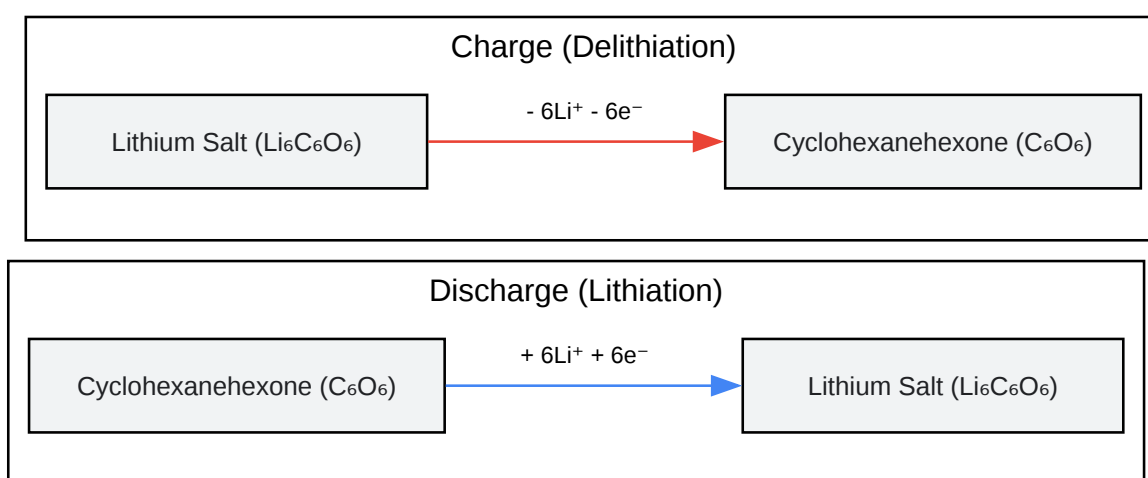 Charge (Delithiation)
- 6Li⁺ - 6e⁻
Lithium Salt (Li₆C₆O₆)
Cyclohexanehexone (C₆O₆)
Discharge (Lithiation)
+ 6Li⁺ + 6e⁻
Cyclohexanehexone (C₆O₆)
Lithium Salt (Li₆C₆O₆)